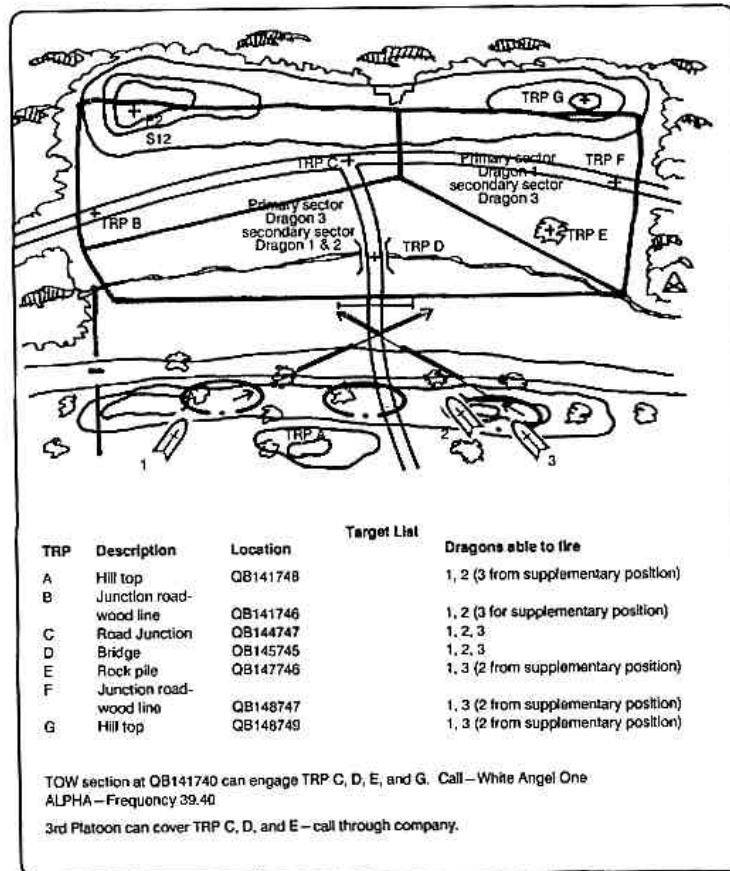 TRP G
S12
TRP C
Primary sector
Dragon 1
secondary sector
Dragon 3
TRP F
TRP B
Primary sector
Dragon 3
secondary sector
Dragon 1 & 2
TRP D
TRP E
TRP A
1
2
3
Target List
TRP Description Location Dragons able to fire
A Hill top QB141748 1, 2 (3 from supplementary position)
B Junction road-
wood line QB141746 1, 2 (3 for supplementary position)
C Road Junction QB144747 1, 2, 3
D Bridge OB145745 1, 2, 3
E Rock pile QB147746 1, 3 (2 from supplementary position)
F Junction road-
wood line QB148747 1, 3 (2 from supplementary position)
G Hill top QB148749 1, 3 (2 from supplementary position)
TOW section at QB141740 can engage TRP C, D, E, and G. Call – White Angel One
ALPHA – Frequency 39.40
3rd Platoon can cover TRP C, D, and E – call through company.